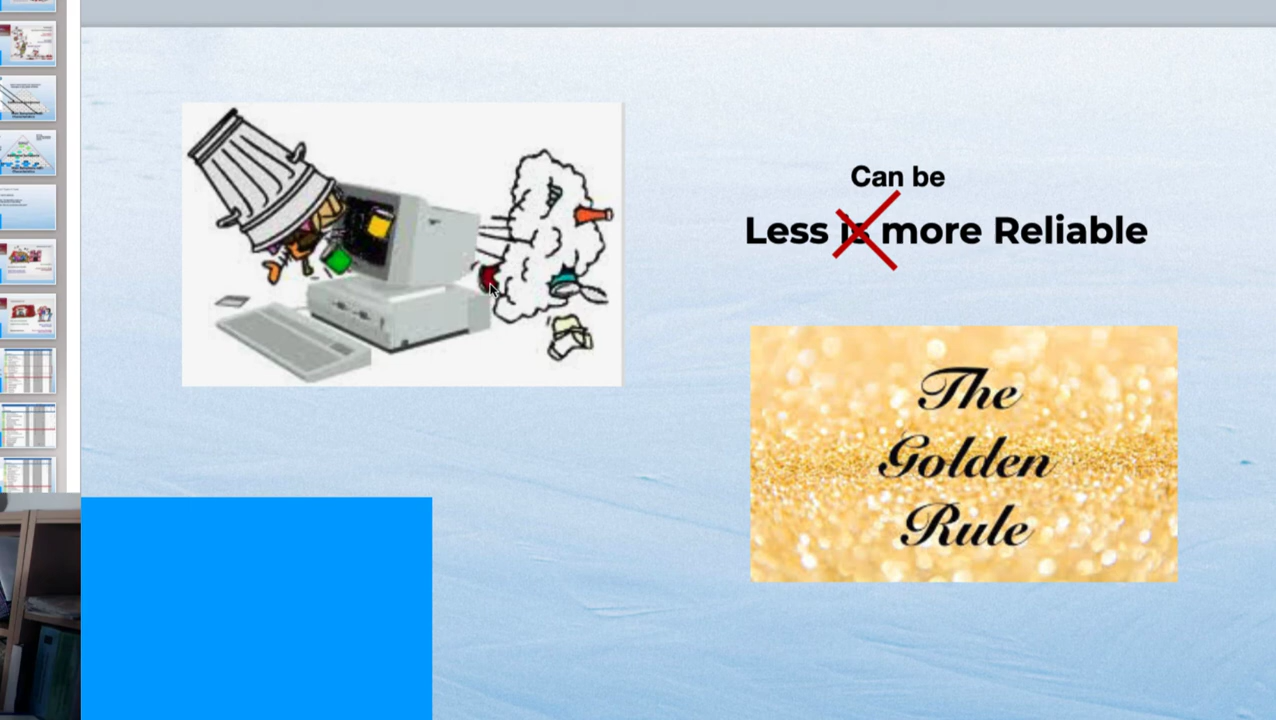 Can be
Less is more Reliable
The
Golden
Rule